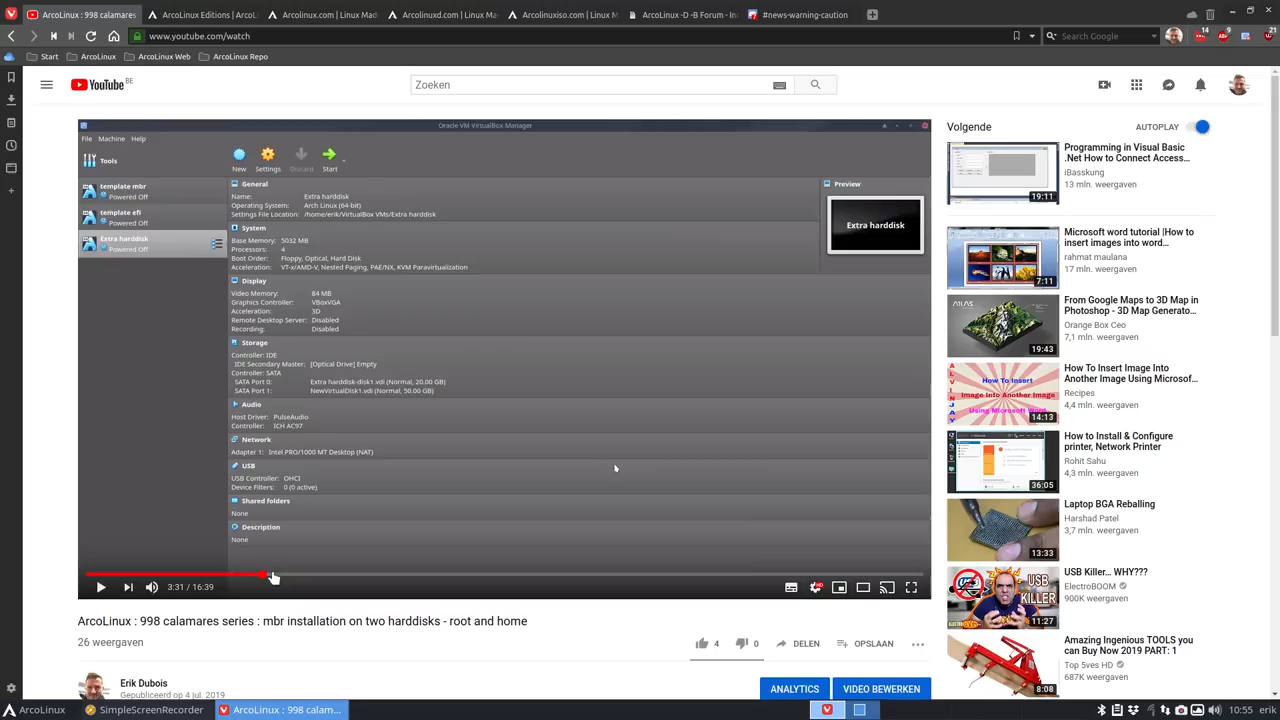 ArcoLinux : 998 calamares
ArcoLinux Editions | ArcoL
ArcoLinux.com | Linux Mad
ArcoLinuxd.com | Linux Ma
ArcoLinuxiso.com | Linux M
ArcoLinux -D -B Forum - In
#news-warning-caution
www.youtube.com/watch
Search Google
14
9
21
Start
ArcoLinux
ArcoLinux Web
ArcoLinux Repo
YouTube BE
Zoeken
Oracle VM VirtualBox Manager
File Machine Help
Tools
New
Settings
Discard
Start
template mbr
Powered Off
template efi
Powered Off
Extra harddisk
Powered Off
General
Name: Extra harddisk
Operating System: Arch Linux (64-bit)
Settings File Location: /home/erik/VirtualBox VMs/Extra harddisk
System
Base Memory: 5032 MB
Processors: 4
Boot Order: Floppy, Optical, Hard Disk
Acceleration: VT-x/AMD-V, Nested Paging, PAE/NX, KVM Paravirtualization
Display
Video Memory: 84 MB
Graphics Controller: VBoxVGA
Acceleration: 3D
Remote Desktop Server: Disabled
Recording: Disabled
Storage
Controller: IDE
IDE Secondary Master: [Optical Drive] Empty
Controller: SATA
SATA Port 0: Extra harddisk-disk1.vdi (Normal, 20.00 GB)
SATA Port 1: NewVirtualDisk1.vdi (Normal, 50.00 GB)
Audio
Host Driver: PulseAudio
Controller: ICH AC97
Network
Adapter 1: Intel PRO/1000 MT Desktop (NAT)
USB
USB Controller: OHCI
Device Filters: 0 (0 active)
Shared folders
None
Description
None
Preview
Extra harddisk
3:31 / 16:39
HD
ArcoLinux : 998 calamares series : mbr installation on two harddisks - root and home
26 weergaven
4
0
DELEN
OPSLAAN
Erik Dubois
Gepubliceerd op 4 jul. 2019
ANALYTICS
VIDEO BEWERKEN
Volgende
AUTOPLAY
Programming in Visual Basic
.Net How to Connect Access...
iBasskung
13 mln. weergaven
19:11
Microsoft word tutorial |How to
insert images into word...
rahmat maulana
17 mln. weergaven
7:11
From Google Maps to 3D Map in
Photoshop - 3D Map Generato...
Orange Box Ceo
7,1 mln. weergaven
ATLAS
19:43
How To Insert Image Into
Another Image Using Microsof...
Recipes
4,4 mln. weergaven
How To Insert
Image Into Another Image
Using Microsoft Word
14:13
How to Install & Configure
printer, Network Printer
Rohit Sahu
4,3 mln. weergaven
36:05
Laptop BGA Reballing
Harshad Patel
3,7 mln. weergaven
13:33
USB Killer... WHY???
ElectroBOOM
900K weergaven
USB
KILLER
11:27
Amazing Ingenious TOOLS you
can Buy Now 2019 PART: 1
Top 5ves HD
687K weergaven
8:08
ArcoLinux
SimpleScreenRecorder
ArcoLinux : 998 calam...
10:55
erik